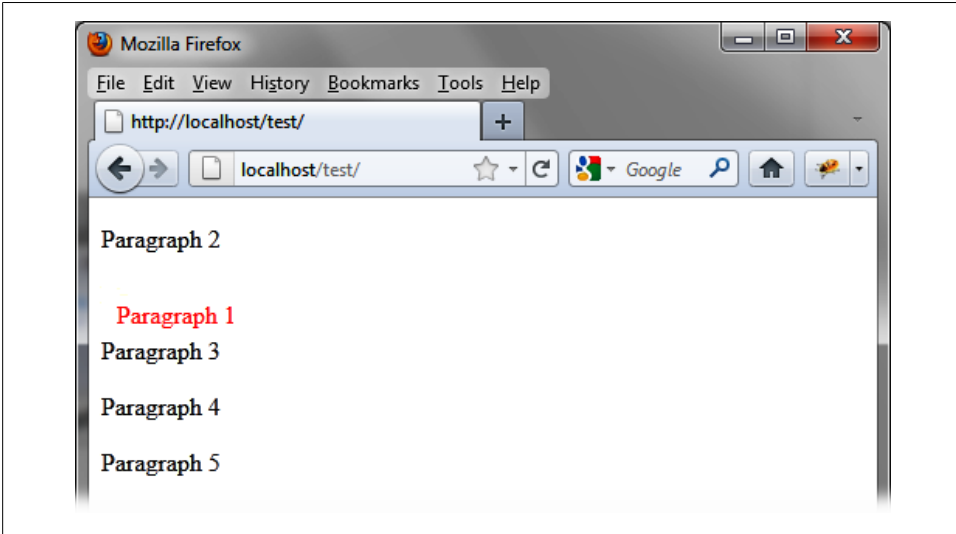 Mozilla Firefox
File Edit View History Bookmarks Tools Help
http://localhost/test/
localhost/test/
Google
Paragraph 2
Paragraph 1
Paragraph 3
Paragraph 4
Paragraph 5